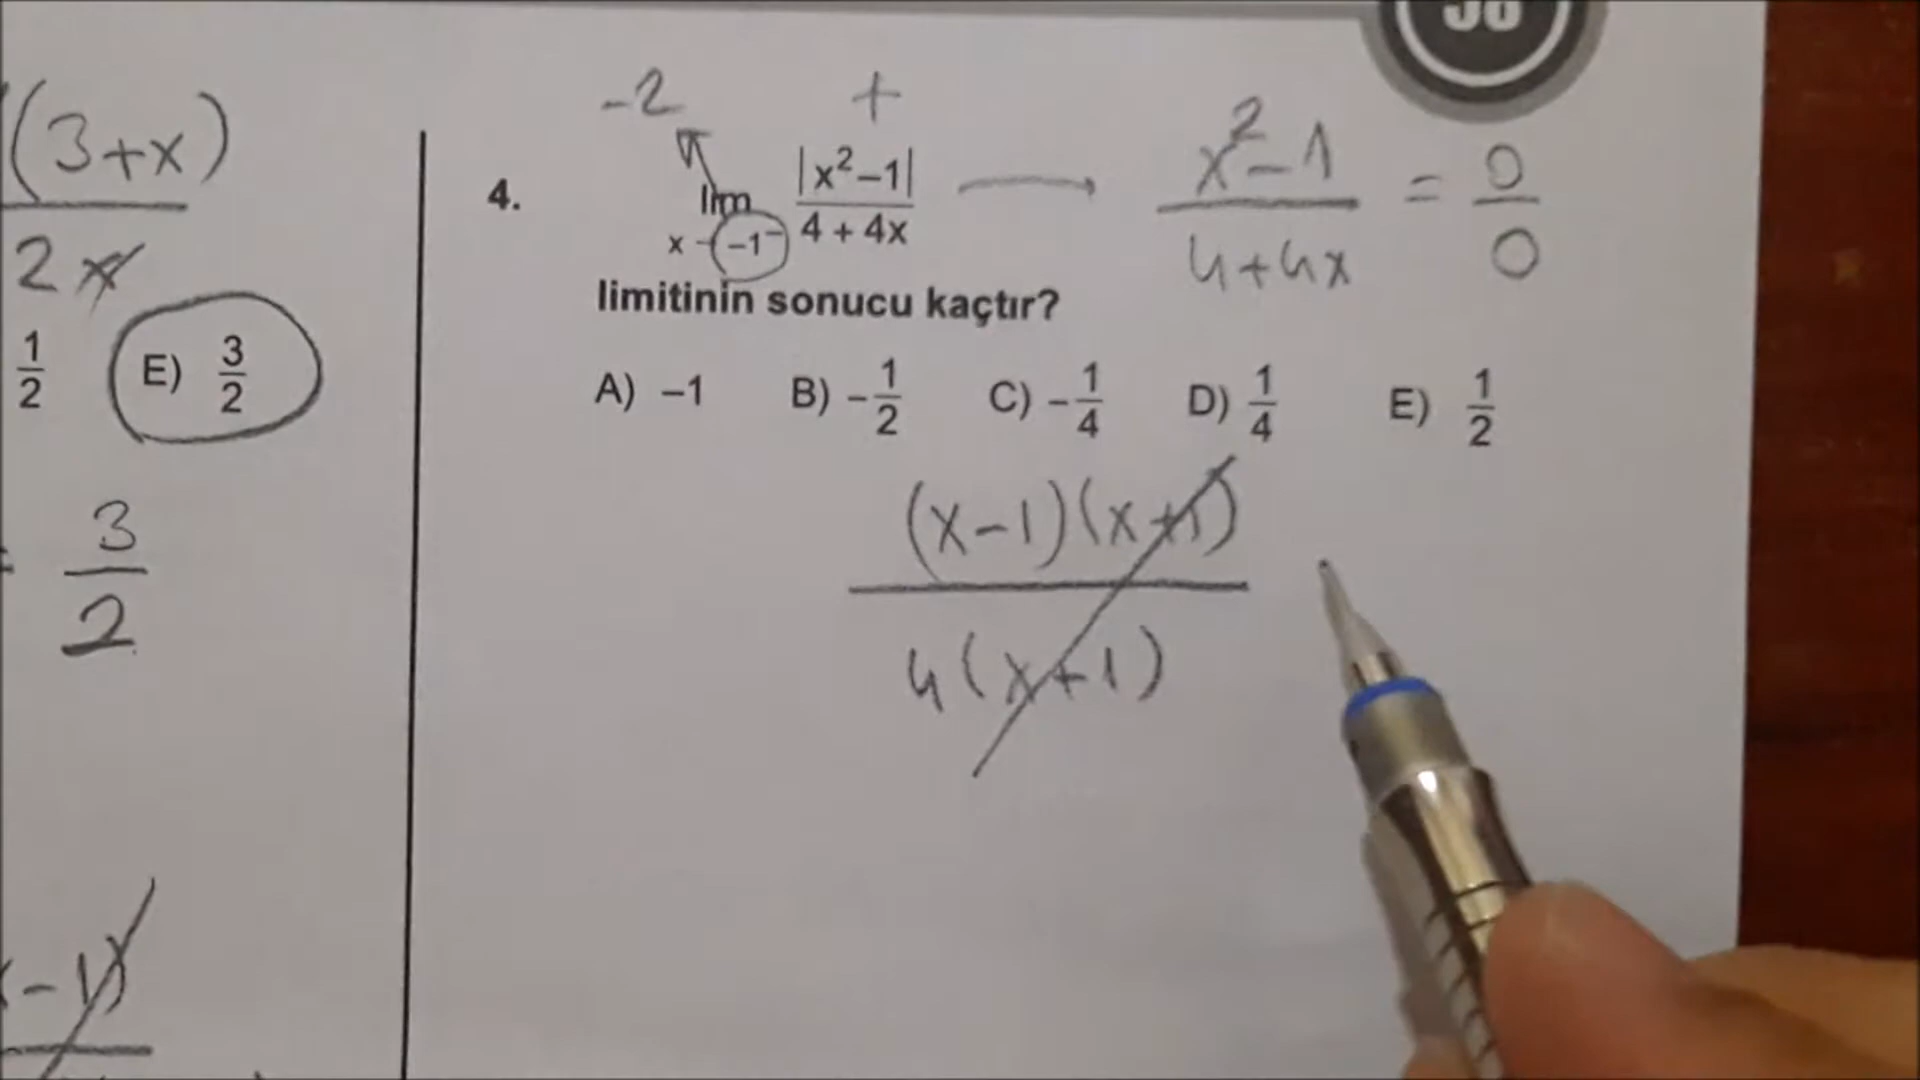 (3+x)
2x
1/2 E) 3/2
3/2
-1)
-2 +
4. lim x→-1⁻ |x²-1| / 4+4x → x²-1 / 4+4x = 0/0
limitinin sonucu kaçtır?
A) -1 B) -1/2 C) -1/4 D) 1/4 E) 1/2
(x-1)(x+1)
4(x+1)